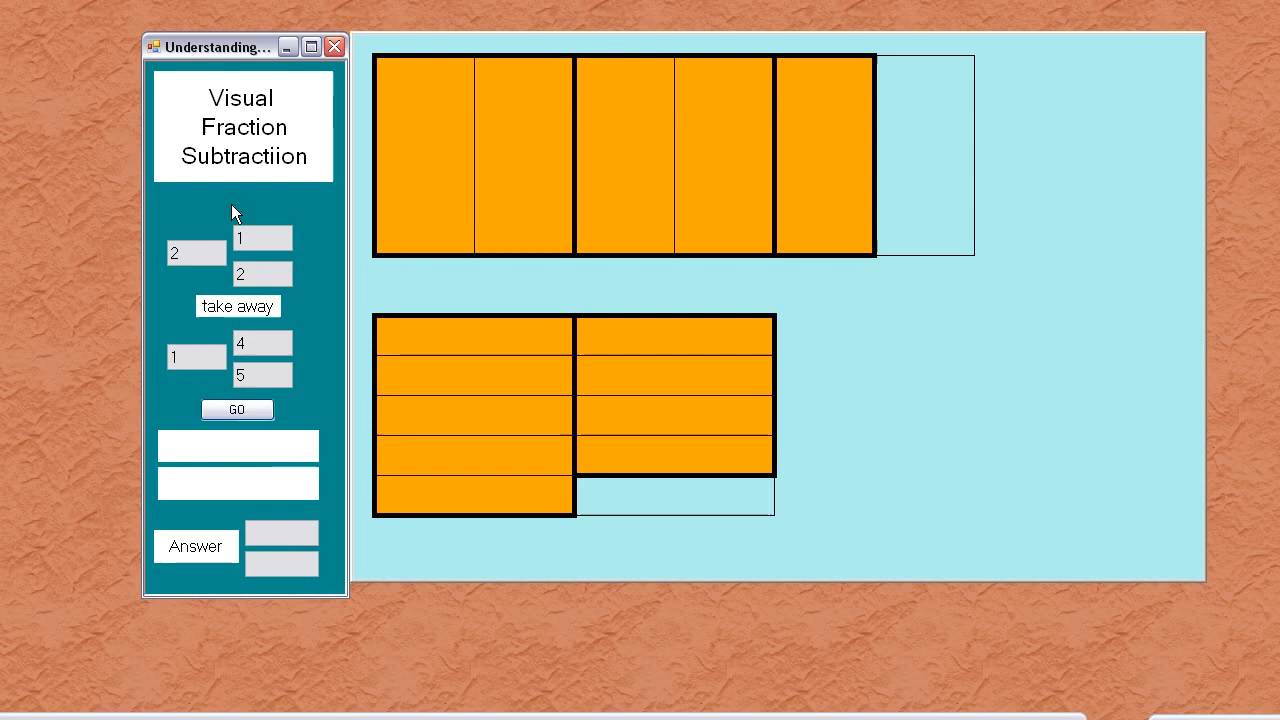 Understanding...
Visual
Fraction
Subtractiion
1
2
2
take away
4
1
5
GO
Answer